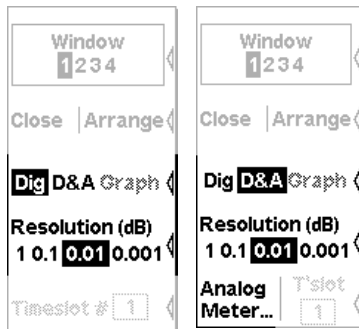 Window
1234
Close Arrange
Dig D&A Graph
Resolution (dB)
1 0.1 0.01 0.001
Timeslot # 1
Window
1234
Close Arrange
Dig D&A Graph
Resolution (dB)
1 0.1 0.01 0.001
Analog T'slot
Meter... 1